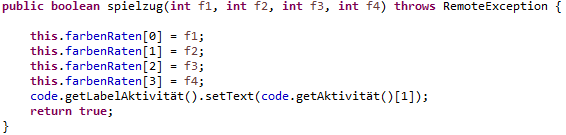 public boolean spielzug(int f1, int f2, int f3, int f4) throws RemoteException {
this.farbenRaten[0] = f1;
this.farbenRaten[1] = f2;
this.farbenRaten[2] = f3;
this.farbenRaten[3] = f4;
code.getLabelAktivität().setText(code.getAktivität()[1]);
return true;
}